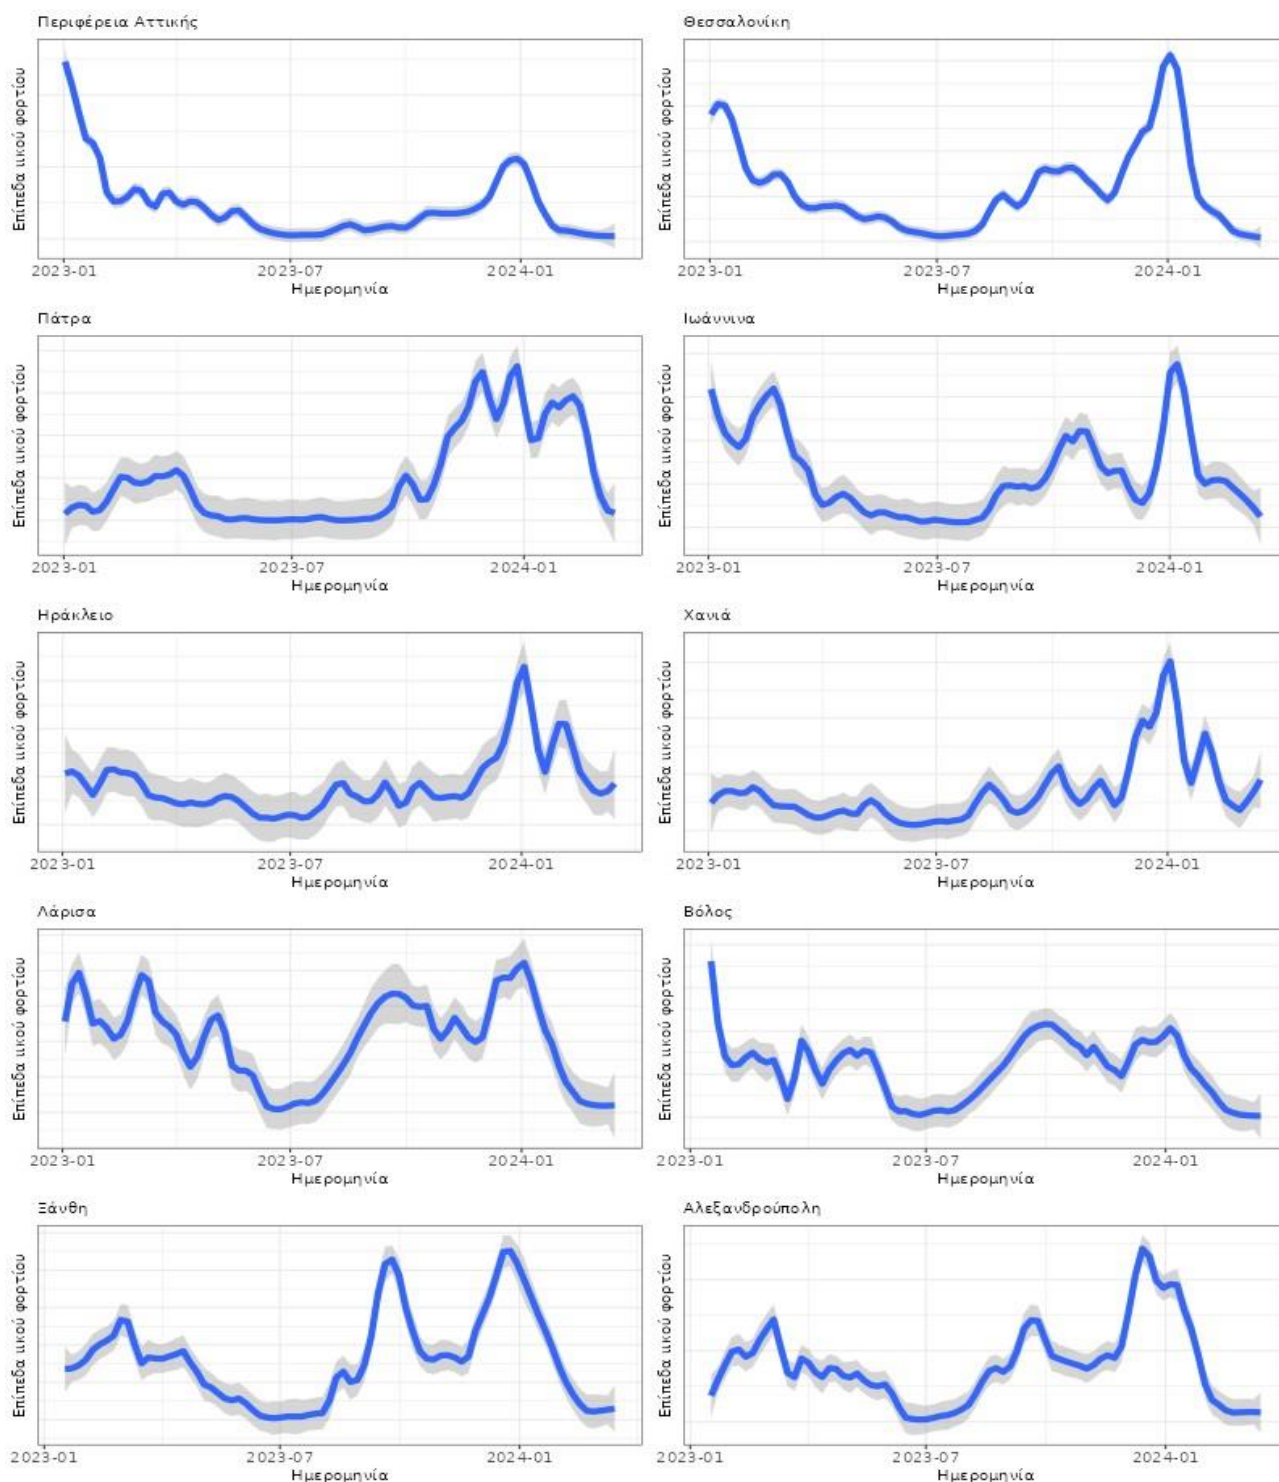 Περιφέρεια Αττικής
Επίπεδα ιικού φορτίου
2023-01 2023-07 2024-01
Ημερομηνία
Θεσσαλονίκη
Επίπεδα ιικού φορτίου
2023-01 2023-07 2024-01
Ημερομηνία
Πάτρα
Επίπεδα ιικού φορτίου
2023-01 2023-07 2024-01
Ημερομηνία
Ιωάννινα
Επίπεδα ιικού φορτίου
2023-01 2023-07 2024-01
Ημερομηνία
Ηράκλειο
Επίπεδα ιικού φορτίου
2023-01 2023-07 2024-01
Ημερομηνία
Χανιά
Επίπεδα ιικού φορτίου
2023-01 2023-07 2024-01
Ημερομηνία
Λάρισα
Επίπεδα ιικού φορτίου
2023-01 2023-07 2024-01
Ημερομηνία
Βόλος
Επίπεδα ιικού φορτίου
2023-01 2023-07 2024-01
Ημερομηνία
Ξάνθη
Επίπεδα ιικού φορτίου
2023-01 2023-07 2024-01
Ημερομηνία
Αλεξανδρούπολη
Επίπεδα ιικού φορτίου
2023-01 2023-07 2024-01
Ημερομηνία